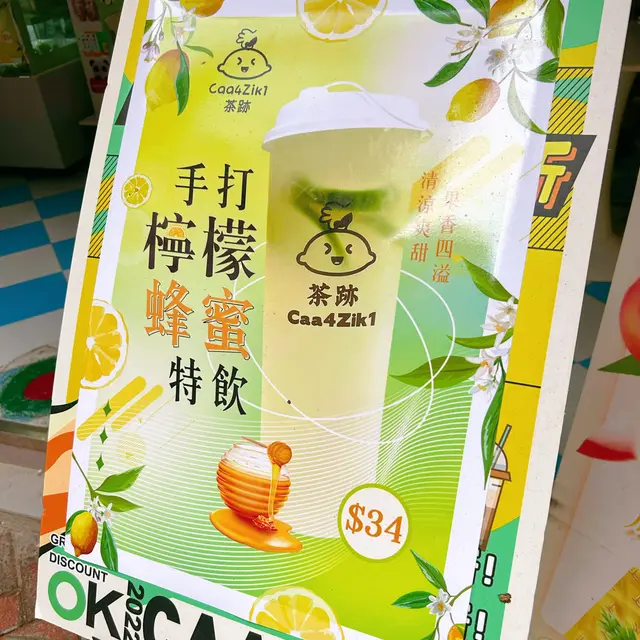 Caa4Zik1
茶跡
手打
檸檬
蜂蜜
特飲
果香四溢
清涼爽甜
茶跡
Caa4Zik1
$34
DISCOUNT
OK
CAA
2022